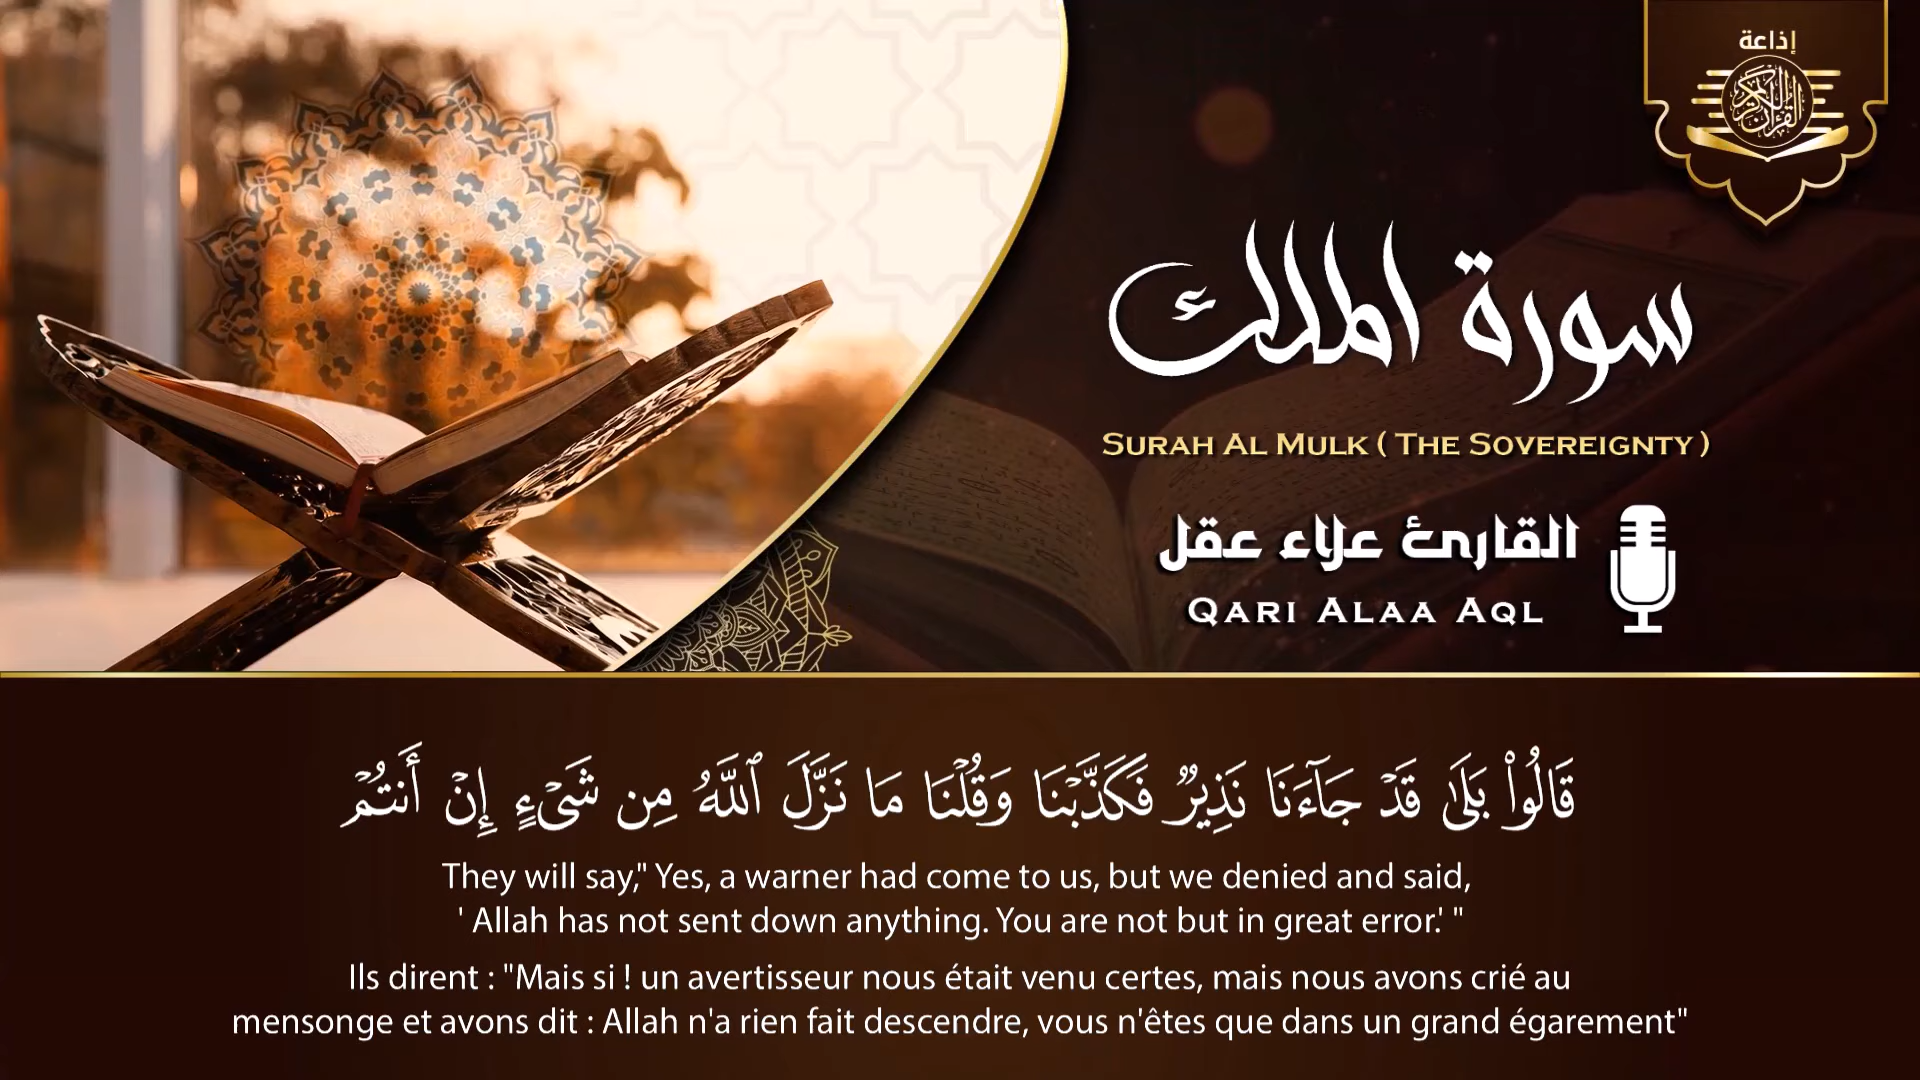 إذاعة
القرآن الكريم
سورة الملك
SURAH AL MULK ( THE SOVEREIGNTY )
القارئ علاء عقل
QARI ALAA AQL
قَالُوا۟ بَلَىٰ قَدْ جَآءَنَا نَذِيرٌ فَكَذَّبْنَا وَقُلْنَا مَا نَزَّلَ ٱللَّهُ مِن شَىْءٍ إِنْ أَنتُمْ
They will say," Yes, a warner had come to us, but we denied and said,
' Allah has not sent down anything. You are not but in great error.' "
Ils dirent : "Mais si ! un avertisseur nous était venu certes, mais nous avons crié au
mensonge et avons dit : Allah n'a rien fait descendre, vous n'êtes que dans un grand égarement"